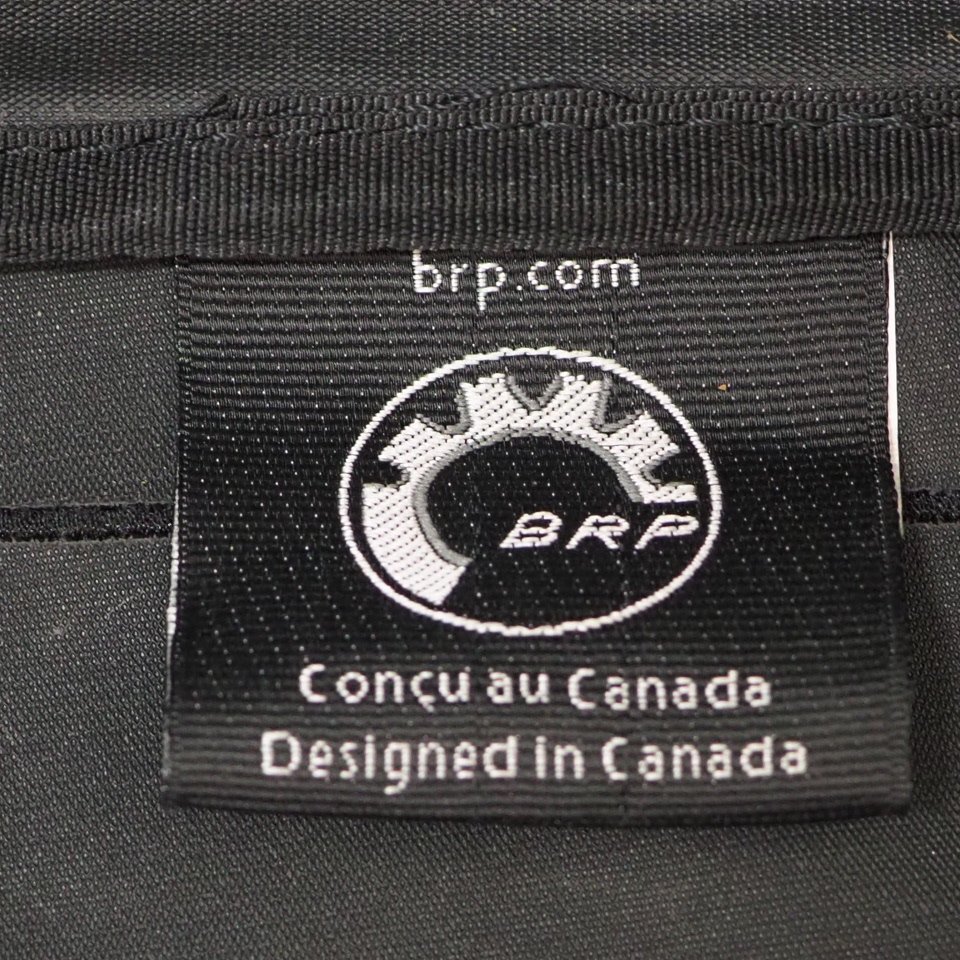 brp.com
BRP
Conçu au Canada
Designed in Canada